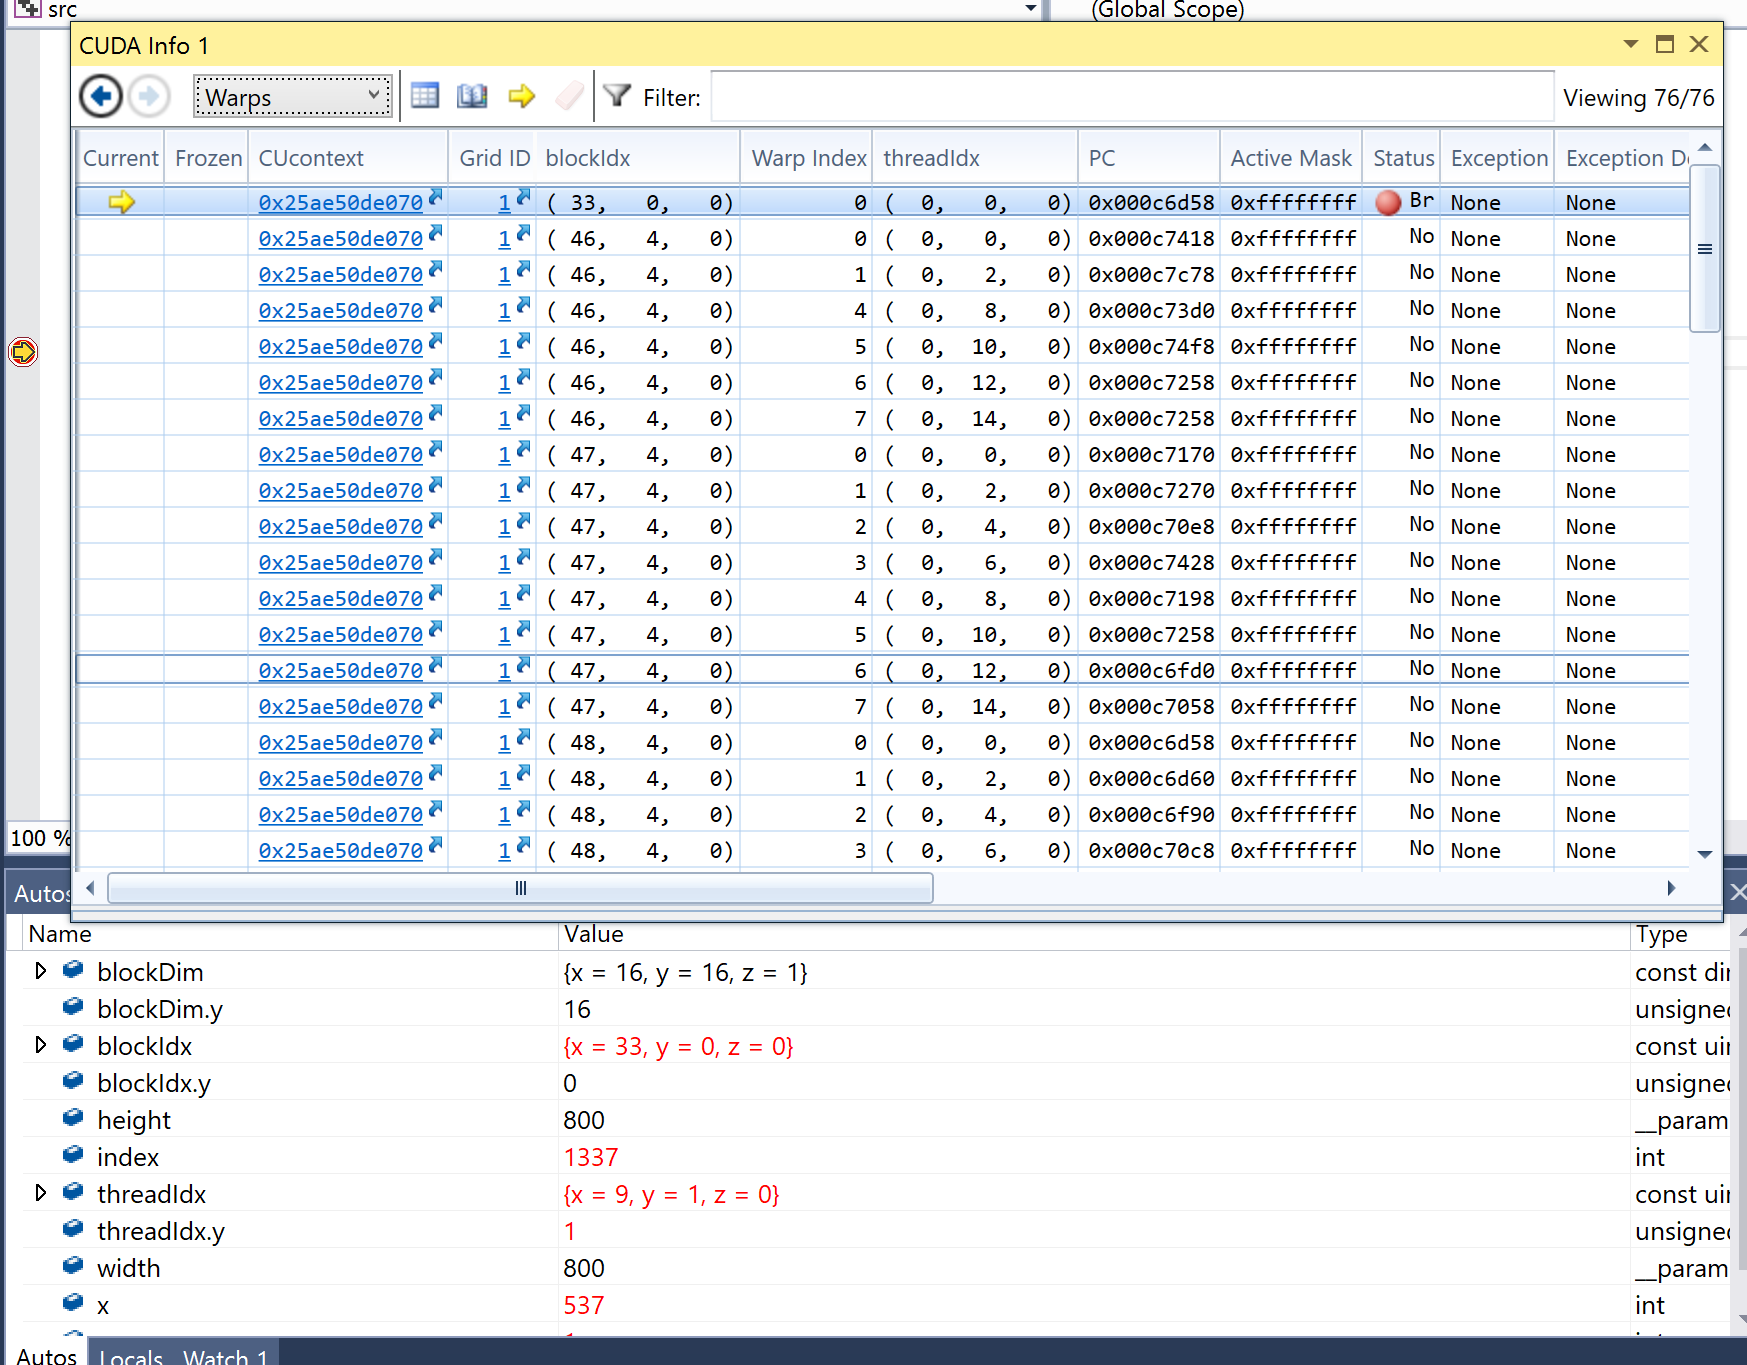 src (Global Scope)
CUDA Info 1
Warps Filter: Viewing 76/76
Current Frozen CUcontext Grid ID blockIdx Warp Index threadIdx PC Active Mask Status Exception Exception De
0x25ae50de070 1 ( 33, 0, 0) 0 ( 0, 0, 0) 0x000c6d58 0xffffffff Br None None
0x25ae50de070 1 ( 46, 4, 0) 0 ( 0, 0, 0) 0x000c7418 0xffffffff No None None
0x25ae50de070 1 ( 46, 4, 0) 1 ( 0, 2, 0) 0x000c7c78 0xffffffff No None None
0x25ae50de070 1 ( 46, 4, 0) 4 ( 0, 8, 0) 0x000c73d0 0xffffffff No None None
0x25ae50de070 1 ( 46, 4, 0) 5 ( 0, 10, 0) 0x000c74f8 0xffffffff No None None
0x25ae50de070 1 ( 46, 4, 0) 6 ( 0, 12, 0) 0x000c7258 0xffffffff No None None
0x25ae50de070 1 ( 46, 4, 0) 7 ( 0, 14, 0) 0x000c7258 0xffffffff No None None
0x25ae50de070 1 ( 47, 4, 0) 0 ( 0, 0, 0) 0x000c7170 0xffffffff No None None
0x25ae50de070 1 ( 47, 4, 0) 1 ( 0, 2, 0) 0x000c7270 0xffffffff No None None
0x25ae50de070 1 ( 47, 4, 0) 2 ( 0, 4, 0) 0x000c70e8 0xffffffff No None None
0x25ae50de070 1 ( 47, 4, 0) 3 ( 0, 6, 0) 0x000c7428 0xffffffff No None None
0x25ae50de070 1 ( 47, 4, 0) 4 ( 0, 8, 0) 0x000c7198 0xffffffff No None None
0x25ae50de070 1 ( 47, 4, 0) 5 ( 0, 10, 0) 0x000c7258 0xffffffff No None None
0x25ae50de070 1 ( 47, 4, 0) 6 ( 0, 12, 0) 0x000c6fd0 0xffffffff No None None
0x25ae50de070 1 ( 47, 4, 0) 7 ( 0, 14, 0) 0x000c7058 0xffffffff No None None
0x25ae50de070 1 ( 48, 4, 0) 0 ( 0, 0, 0) 0x000c6d58 0xffffffff No None None
0x25ae50de070 1 ( 48, 4, 0) 1 ( 0, 2, 0) 0x000c6d60 0xffffffff No None None
0x25ae50de070 1 ( 48, 4, 0) 2 ( 0, 4, 0) 0x000c6f90 0xffffffff No None None
0x25ae50de070 1 ( 48, 4, 0) 3 ( 0, 6, 0) 0x000c70c8 0xffffffff No None None
100 %
Autos
Name Value Type
blockDim {x = 16, y = 16, z = 1} const dir
blockDim.y 16 unsigned
blockIdx {x = 33, y = 0, z = 0} const uir
blockIdx.y 0 unsigned
height 800 __param
index 1337 int
threadIdx {x = 9, y = 1, z = 0} const uir
threadIdx.y 1 unsigned
width 800 __param
x 537 int
Autos Locals Watch 1